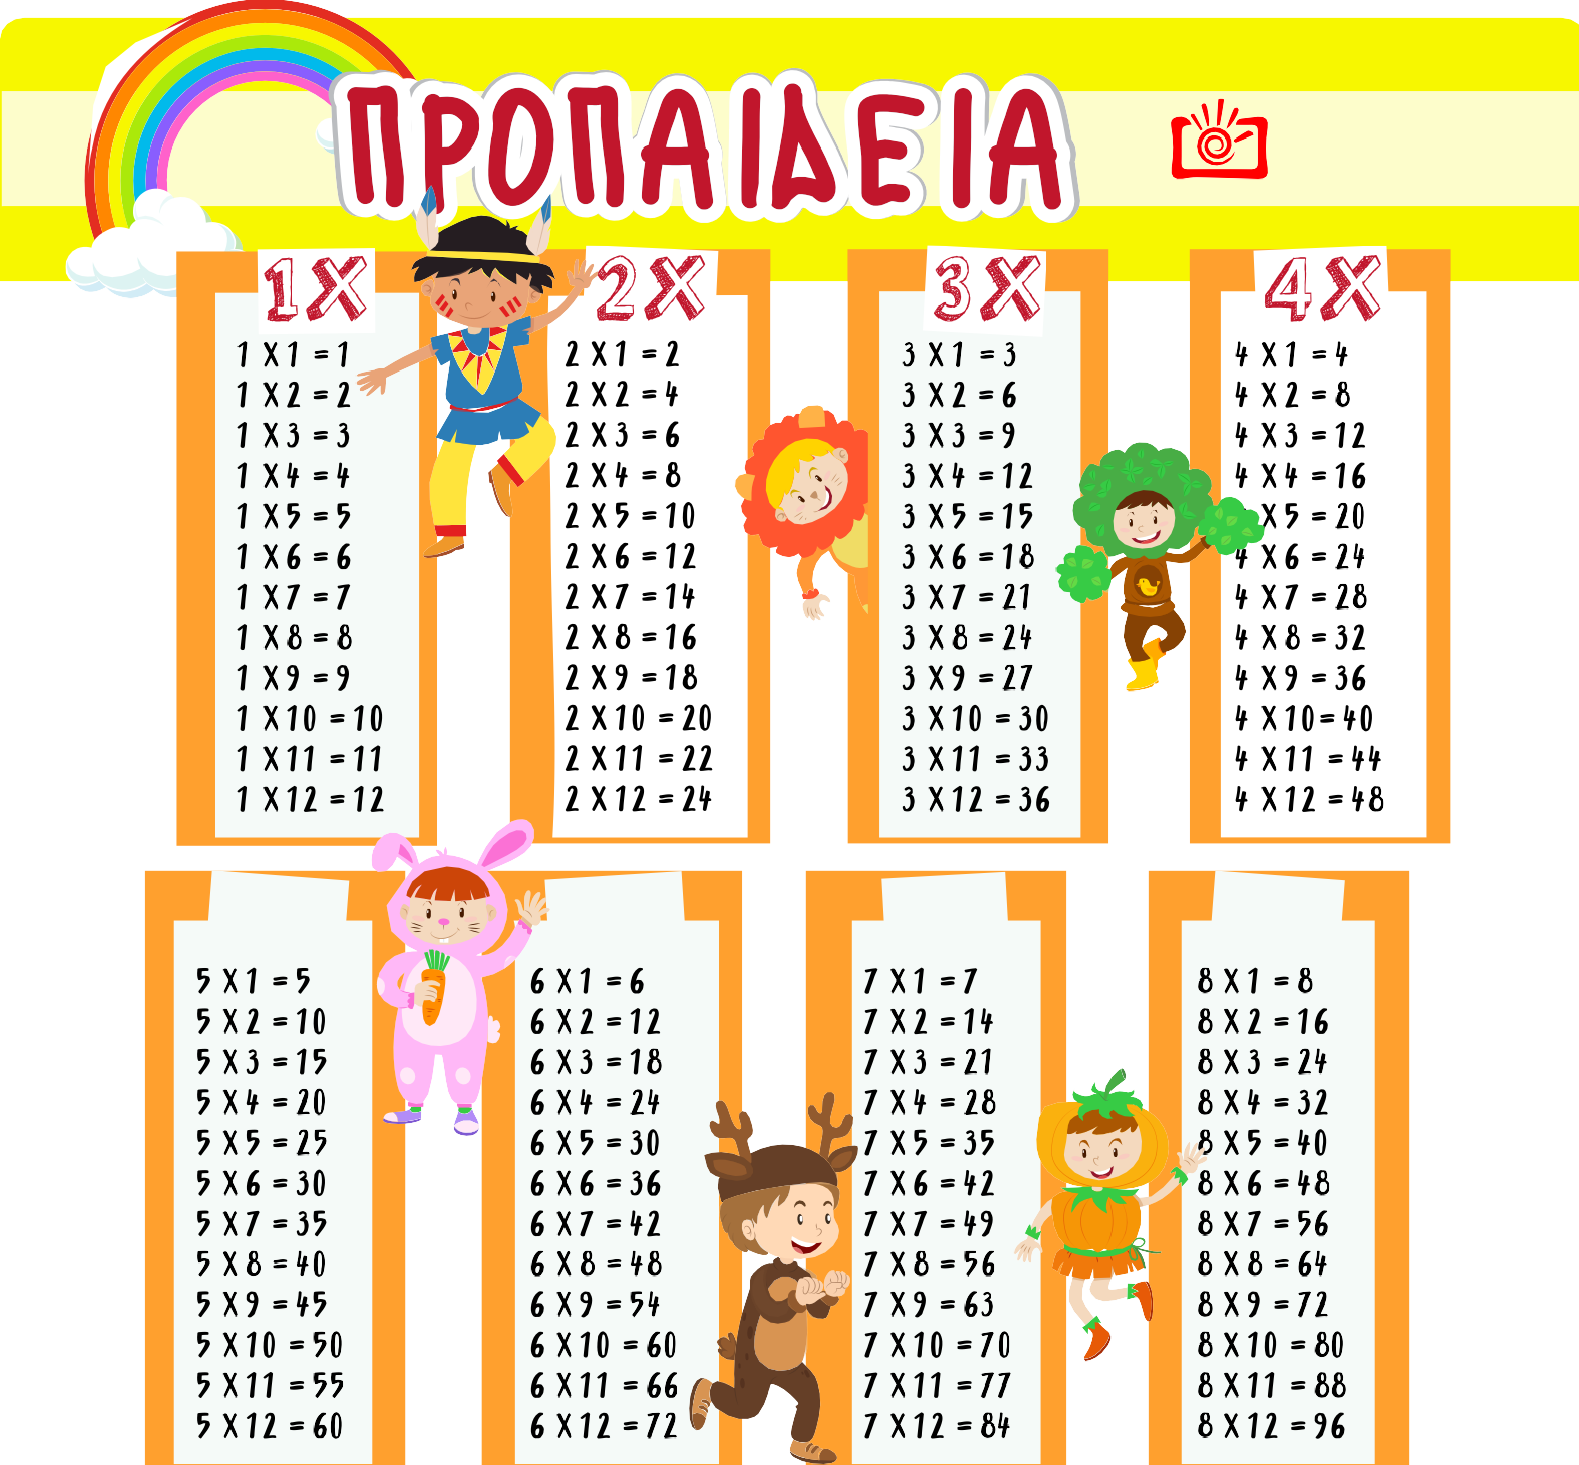 ΠΡΟΠΑΙΔΕΙΑ
1X
1 X 1 = 1
1 X 2 = 2
1 X 3 = 3
1 X 4 = 4
1 X 5 = 5
1 X 6 = 6
1 X 7 = 7
1 X 8 = 8
1 X 9 = 9
1 X 10 = 10
1 X 11 = 11
1 X 12 = 12
2X
2 X 1 = 2
2 X 2 = 4
2 X 3 = 6
2 X 4 = 8
2 X 5 = 10
2 X 6 = 12
2 X 7 = 14
2 X 8 = 16
2 X 9 = 18
2 X 10 = 20
2 X 11 = 22
2 X 12 = 24
3X
3 X 1 = 3
3 X 2 = 6
3 X 3 = 9
3 X 4 = 12
3 X 5 = 15
3 X 6 = 18
3 X 7 = 21
3 X 8 = 24
3 X 9 = 27
3 X 10 = 30
3 X 11 = 33
3 X 12 = 36
4X
4 X 1 = 4
4 X 2 = 8
4 X 3 = 12
4 X 4 = 16
X 5 = 20
4 X 6 = 24
4 X 7 = 28
4 X 8 = 32
4 X 9 = 36
4 X 10 = 40
4 X 11 = 44
4 X 12 = 48
5 X 1 = 5
5 X 2 = 10
5 X 3 = 15
5 X 4 = 20
5 X 5 = 25
5 X 6 = 30
5 X 7 = 35
5 X 8 = 40
5 X 9 = 45
5 X 10 = 50
5 X 11 = 55
5 X 12 = 60
6 X 1 = 6
6 X 2 = 12
6 X 3 = 18
6 X 4 = 24
6 X 5 = 30
6 X 6 = 36
6 X 7 = 42
6 X 8 = 48
6 X 9 = 54
6 X 10 = 60
6 X 11 = 66
6 X 12 = 72
7 X 1 = 7
7 X 2 = 14
7 X 3 = 21
7 X 4 = 28
7 X 5 = 35
7 X 6 = 42
7 X 7 = 49
7 X 8 = 56
7 X 9 = 63
7 X 10 = 70
7 X 11 = 77
7 X 12 = 84
8 X 1 = 8
8 X 2 = 16
8 X 3 = 24
8 X 4 = 32
8 X 5 = 40
8 X 6 = 48
8 X 7 = 56
8 X 8 = 64
8 X 9 = 72
8 X 10 = 80
8 X 11 = 88
8 X 12 = 96